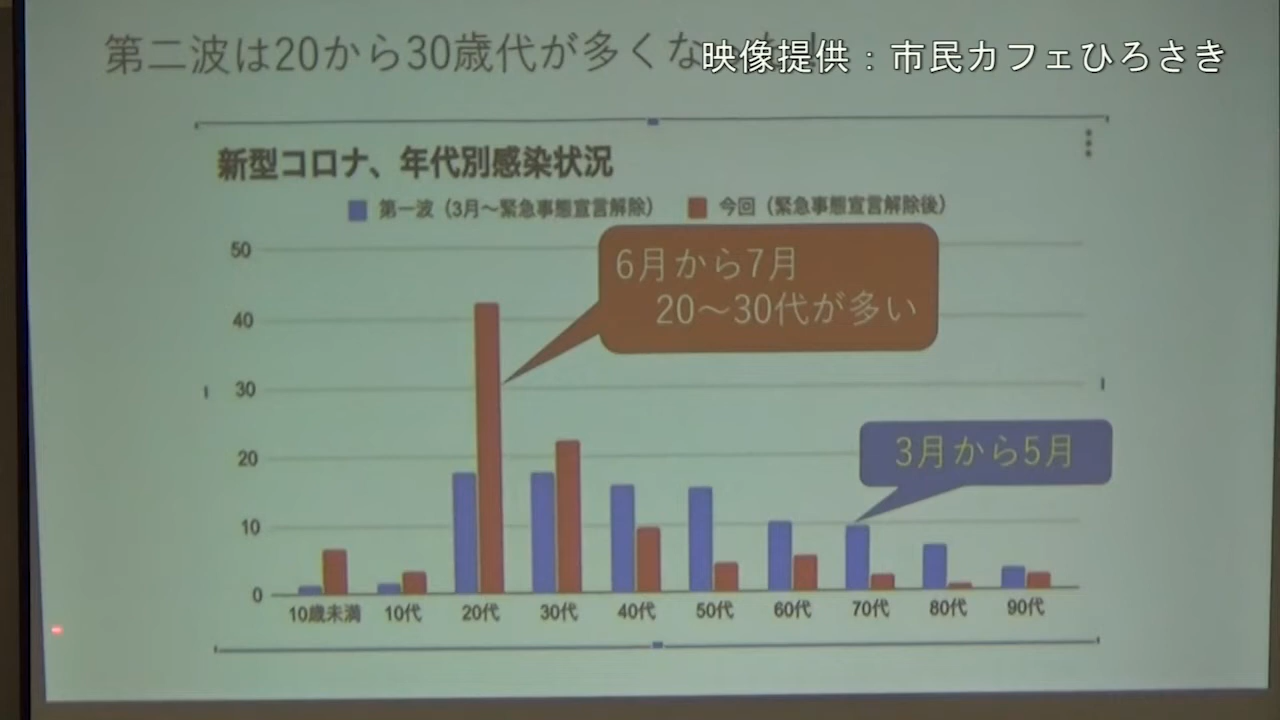 第二波は20から30歳代が多くな
映像提供：市民カフェひろさき
新型コロナ、年代別感染状況
第一波（3月～緊急事態宣言解除）
今回（緊急事態宣言解除後）
50
40
30
20
10
0
6月から7月
20～30代が多い
3月から5月
10歳未満 10代 20代 30代 40代 50代 60代 70代 80代 90代